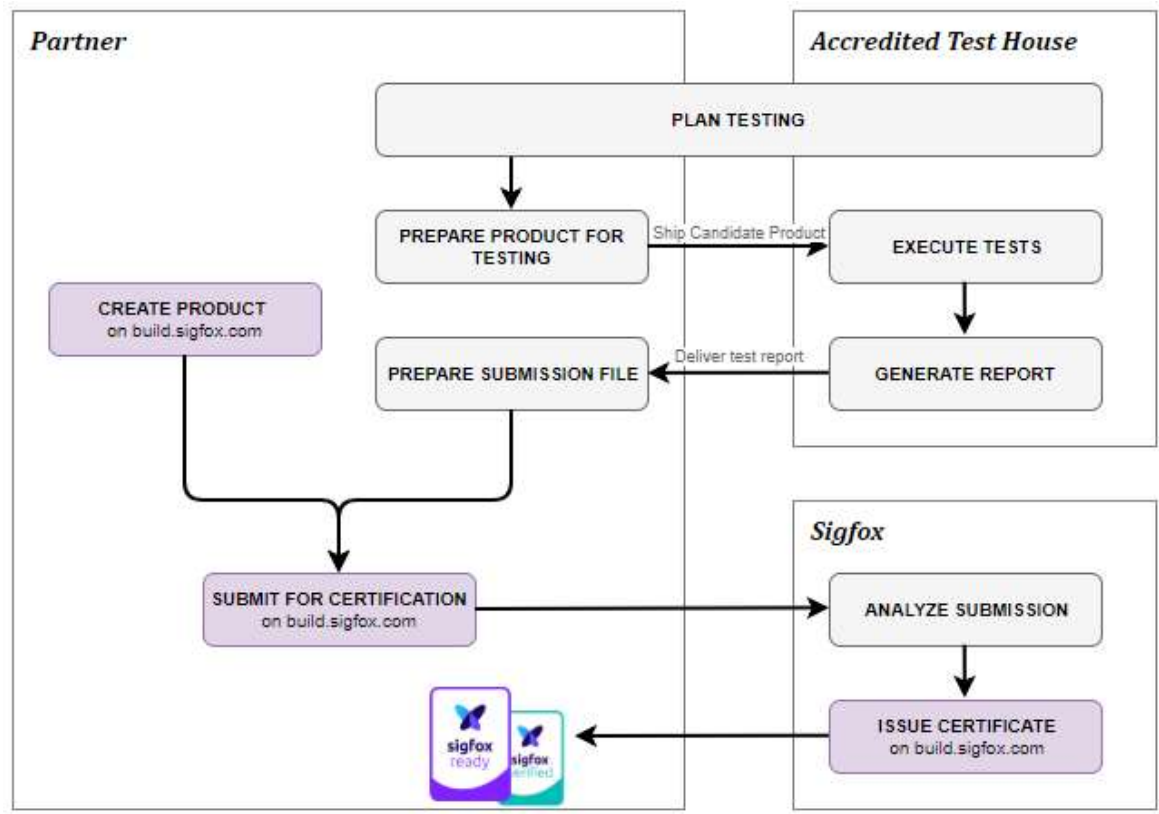 Partner
Accredited Test House
PLAN TESTING
PREPARE PRODUCT FOR
TESTING
Ship Candidate Product
EXECUTE TESTS
CREATE PRODUCT
on build.sigfox.com
PREPARE SUBMISSION FILE
Deliver test report
GENERATE REPORT
Sigfox
SUBMIT FOR CERTIFICATION
on build.sigfox.com
ANALYZE SUBMISSION
ISSUE CERTIFICATE
on build.sigfox.com
sigfox
ready
sigfox
verified